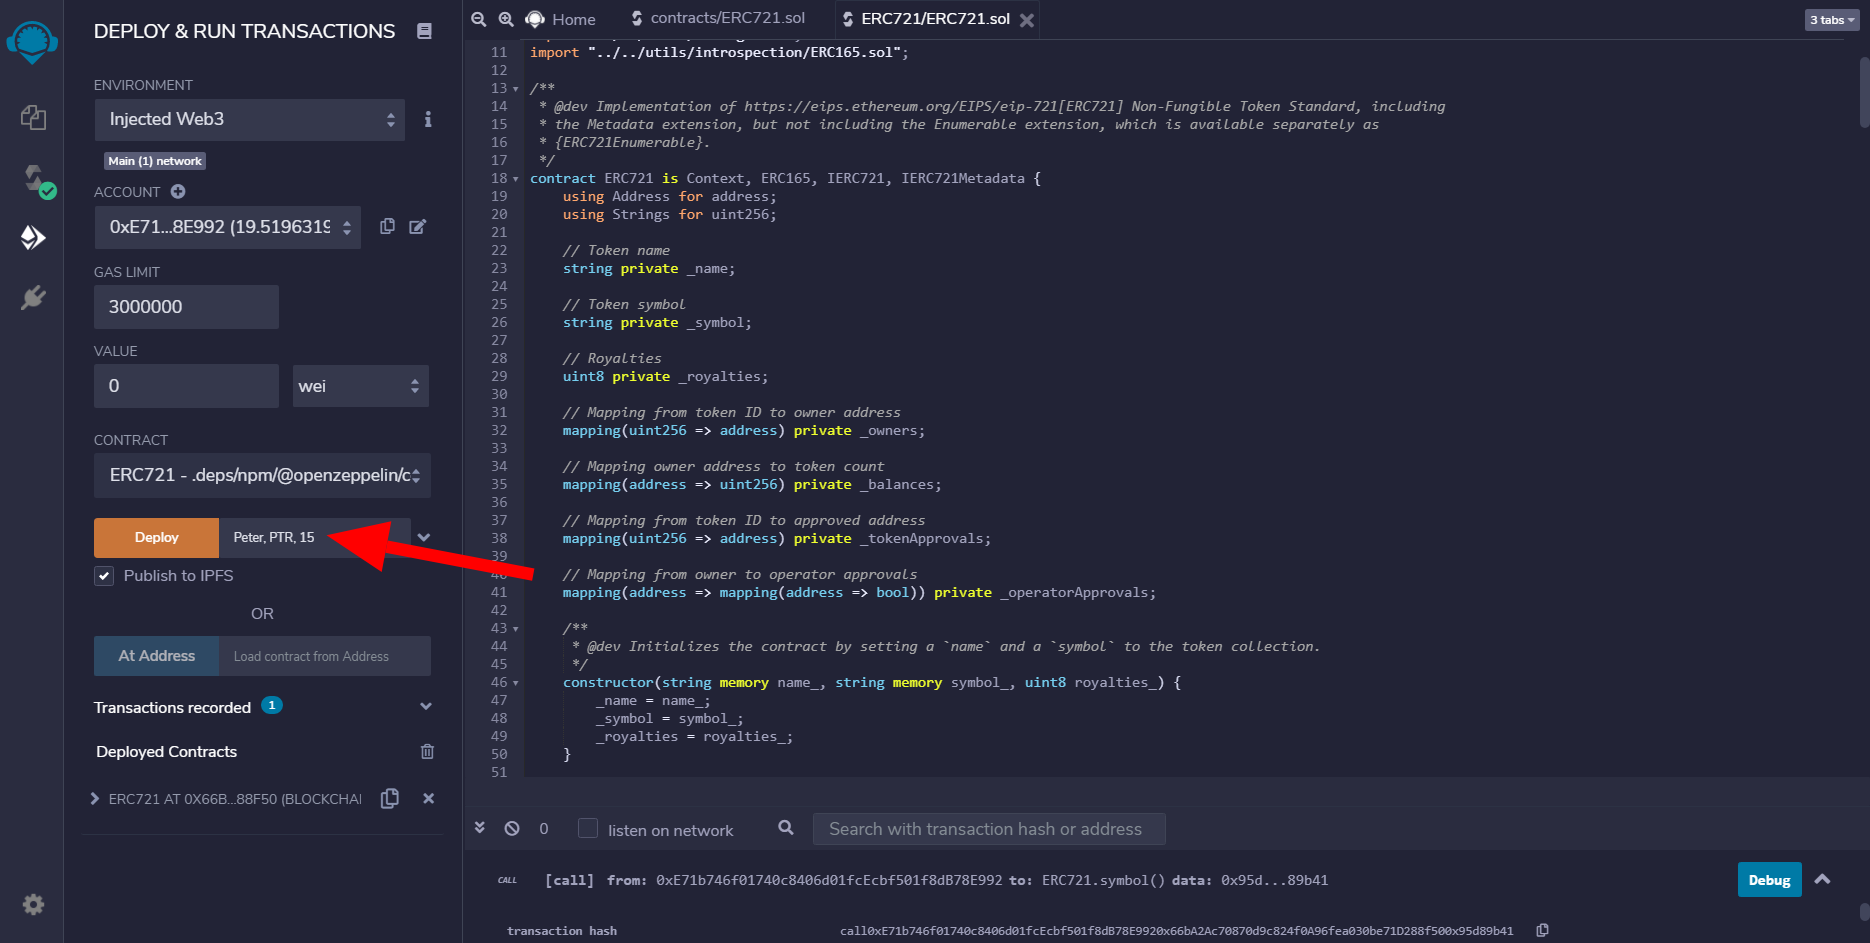 DEPLOY & RUN TRANSACTIONS
ENVIRONMENT
Injected Web3
Main (1) network
ACCOUNT
0xE71...8E992 (19.5196319
GAS LIMIT
3000000
VALUE
0
wei
CONTRACT
ERC721 - .deps/npm/@openzeppelin/c
Deploy
Peter, PTR, 15
Publish to IPFS
OR
At Address
Load contract from Address
Transactions recorded 1
Deployed Contracts
ERC721 AT 0X66B...88F50 (BLOCKCHAI
Home
contracts/ERC721.sol
ERC721/ERC721.sol
3 tabs
11 import "../../utils/introspection/ERC165.sol";
12
13 /**
14 * @dev Implementation of https://eips.ethereum.org/EIPS/eip-721[ERC721] Non-Fungible Token Standard, including
15 * the Metadata extension, but not including the Enumerable extension, which is available separately as
16 * {ERC721Enumerable}.
17 */
18 contract ERC721 is Context, ERC165, IERC721, IERC721Metadata {
19 using Address for address;
20 using Strings for uint256;
21
22 // Token name
23 string private _name;
24
25 // Token symbol
26 string private _symbol;
27
28 // Royalties
29 uint8 private _royalties;
30
31 // Mapping from token ID to owner address
32 mapping(uint256 => address) private _owners;
33
34 // Mapping owner address to token count
35 mapping(address => uint256) private _balances;
36
37 // Mapping from token ID to approved address
38 mapping(uint256 => address) private _tokenApprovals;
39
40 // Mapping from owner to operator approvals
41 mapping(address => mapping(address => bool)) private _operatorApprovals;
42
43 /**
44 * @dev Initializes the contract by setting a `name` and a `symbol` to the token collection.
45 */
46 constructor(string memory name_, string memory symbol_, uint8 royalties_) {
47 _name = name_;
48 _symbol = symbol_;
49 _royalties = royalties_;
50 }
51
0
listen on network
Search with transaction hash or address
CALL [call] from: 0xE71b746f01740c8406d01fcEcbf501f8dB78E992 to: ERC721.symbol() data: 0x95d...89b41
Debug
transaction hash call0xE71b746f01740c8406d01fcEcbf501f8dB78E9920x66bA2Ac70870d9c824f0A96fea030be71D288f500x95d89b41